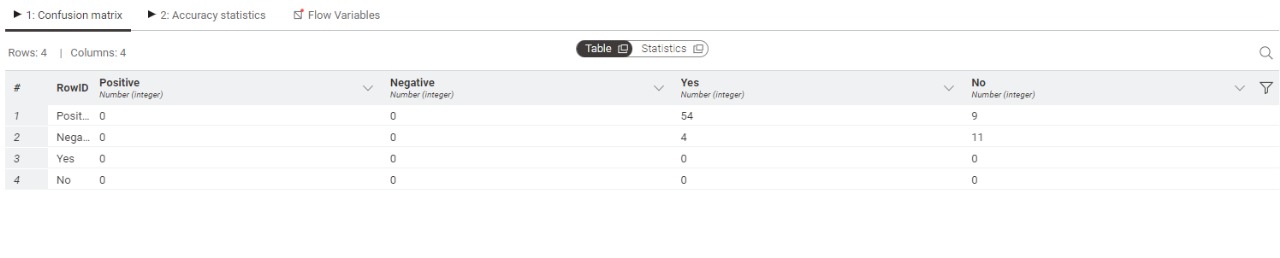 1: Confusion matrix 2: Accuracy statistics Flow Variables
Rows: 4 | Columns: 4 Table Statistics
# RowID Positive Negative Yes No
Number (integer) Number (integer) Number (integer) Number (integer)
1 Posit... 0 0 54 9
2 Nega... 0 0 4 11
3 Yes 0 0 0 0
4 No 0 0 0 0